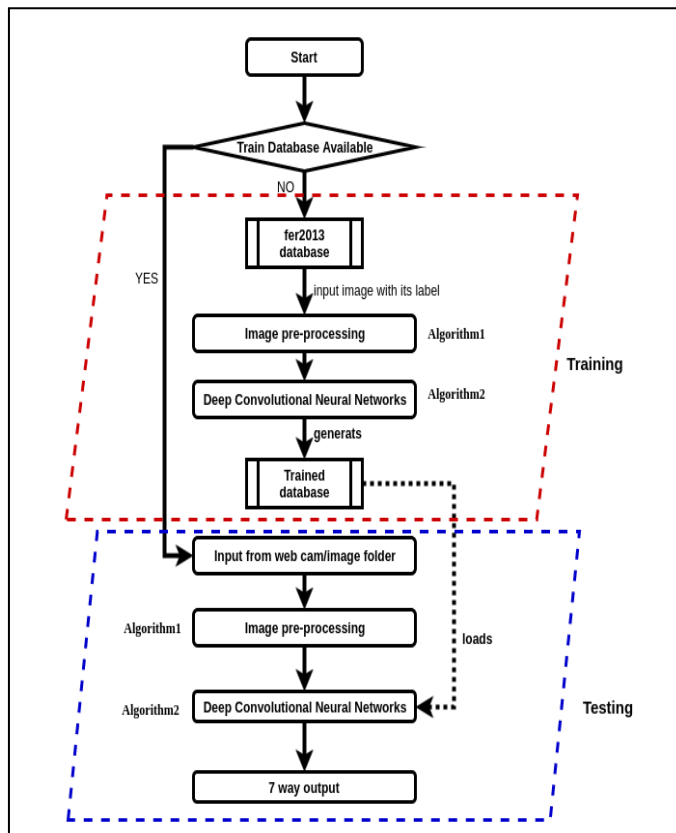 Start
Train Database Available
NO
YES
fer2013
database
input image with its label
Image pre-processing
Algorithm1
Training
Deep Convolutional Neural Networks
Algorithm2
generats
Trained
database
Input from web cam/image folder
Algorithm1
Image pre-processing
loads
Algorithm2
Deep Convolutional Neural Networks
Testing
7 way output